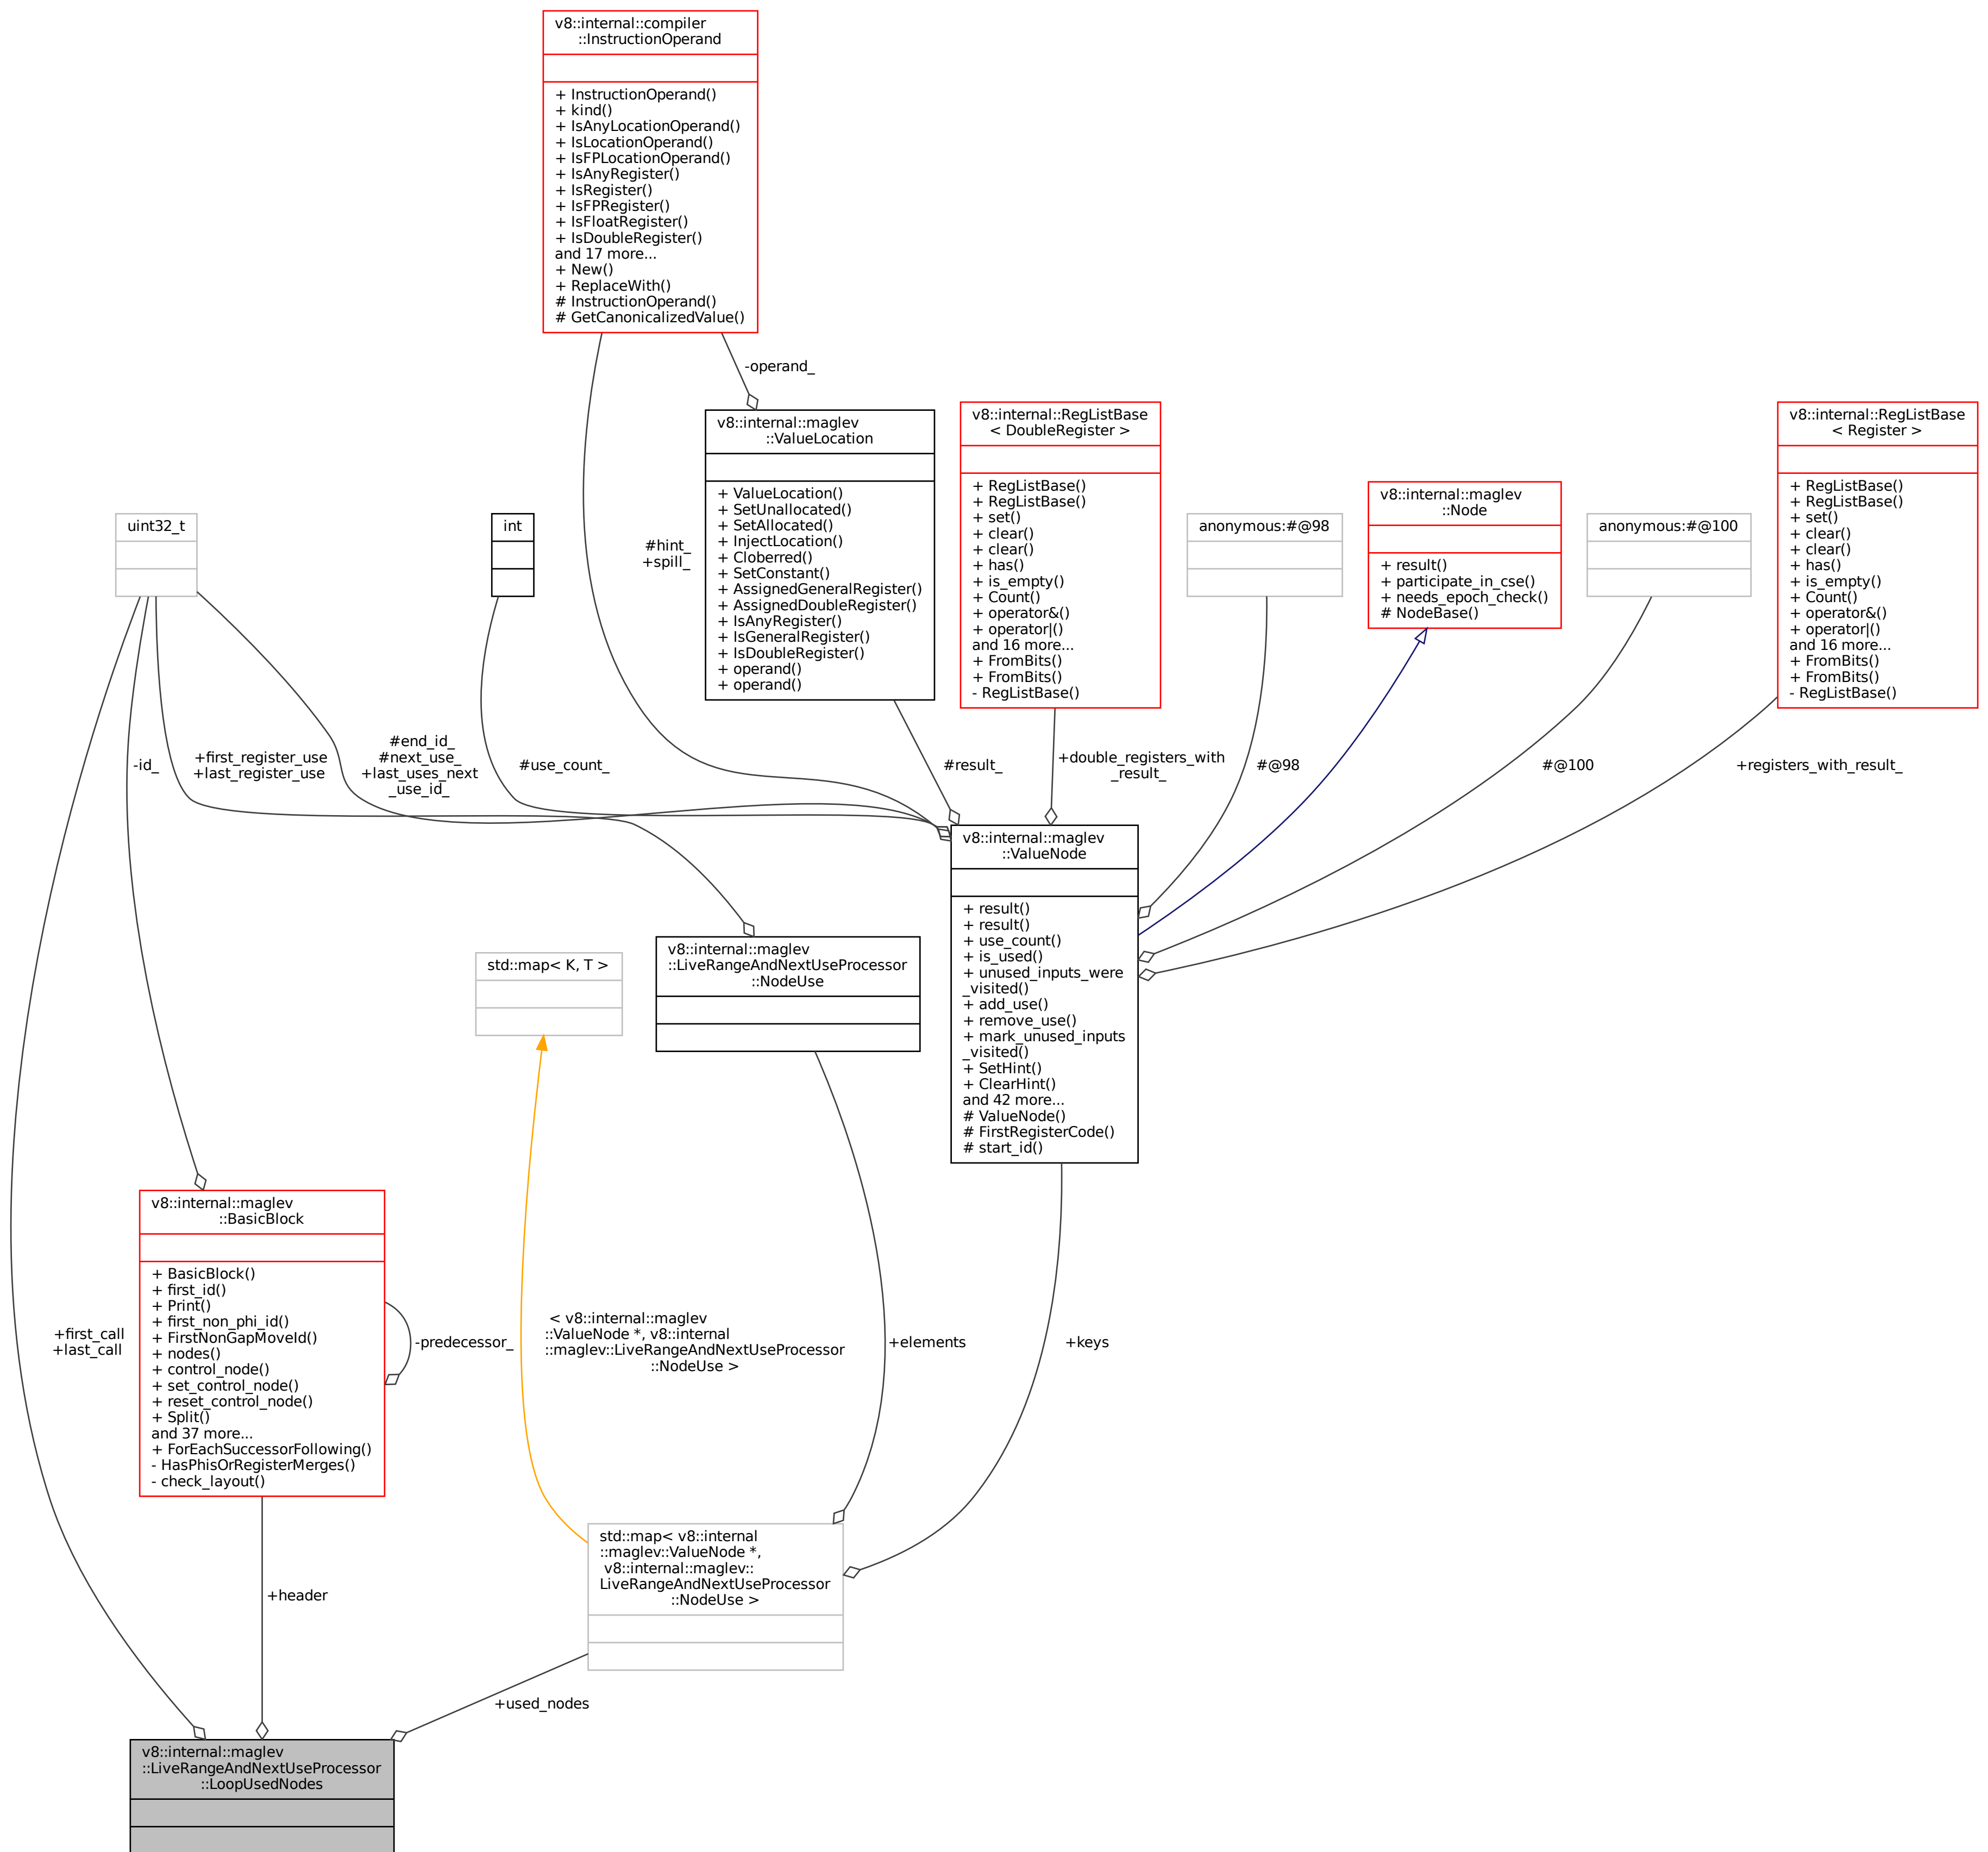 v8::internal::compiler
::InstructionOperand
+ InstructionOperand()
+ kind()
+ IsAnyLocationOperand()
+ IsLocationOperand()
+ IsFPLocationOperand()
+ IsAnyRegister()
+ IsRegister()
+ IsFPRegister()
+ IsFloatRegister()
+ IsDoubleRegister()
and 17 more...
+ New()
+ ReplaceWith()
# InstructionOperand()
# GetCanonicalizedValue()
-operand_
v8::internal::maglev
::ValueLocation
+ ValueLocation()
+ SetUnallocated()
+ SetAllocated()
+ InjectLocation()
+ Cloberred()
+ SetConstant()
+ AssignedGeneralRegister()
+ AssignedDoubleRegister()
+ IsAnyRegister()
+ IsGeneralRegister()
+ IsDoubleRegister()
+ operand()
+ operand()
v8::internal::RegListBase
< DoubleRegister >
+ RegListBase()
+ RegListBase()
+ set()
+ clear()
+ clear()
+ has()
+ is_empty()
+ Count()
+ operator&()
+ operator|()
and 16 more...
+ FromBits()
+ FromBits()
- RegListBase()
v8::internal::RegListBase
< Register >
+ RegListBase()
+ RegListBase()
+ set()
+ clear()
+ clear()
+ has()
+ is_empty()
+ Count()
+ operator&()
+ operator|()
and 16 more...
+ FromBits()
+ FromBits()
- RegListBase()
v8::internal::maglev
::Node
+ result()
+ participate_in_cse()
+ needs_epoch_check()
# NodeBase()
uint32_t
int
anonymous:#@98
anonymous:#@100
#hint_
+spill_
-id_
+first_register_use
+last_register_use
#end_id_
#next_use_
+last_uses_next
_use_id_
#use_count_
#result_
+double_registers_with
_result_
#@98
#@100
+registers_with_result_
v8::internal::maglev
::ValueNode
+ result()
+ result()
+ use_count()
+ is_used()
+ unused_inputs_were
_visited()
+ add_use()
+ remove_use()
+ mark_unused_inputs
_visited()
+ SetHint()
+ ClearHint()
and 42 more...
# ValueNode()
# FirstRegisterCode()
# start_id()
std::map< K, T >
v8::internal::maglev
::LiveRangeAndNextUseProcessor
::NodeUse
v8::internal::maglev
::BasicBlock
+ BasicBlock()
+ first_id()
+ Print()
+ first_non_phi_id()
+ FirstNonGapMoveId()
+ nodes()
+ control_node()
+ set_control_node()
+ reset_control_node()
+ Split()
and 37 more...
+ ForEachSuccessorFollowing()
- HasPhisOrRegisterMerges()
- check_layout()
+first_call
+last_call
-predecessor_
< v8::internal::maglev
::ValueNode *, v8::internal
::maglev::LiveRangeAndNextUseProcessor
::NodeUse >
+elements
+keys
std::map< v8::internal
::maglev::ValueNode *,
v8::internal::maglev::
LiveRangeAndNextUseProcessor
::NodeUse >
+header
+used_nodes
v8::internal::maglev
::LiveRangeAndNextUseProcessor
::LoopUsedNodes